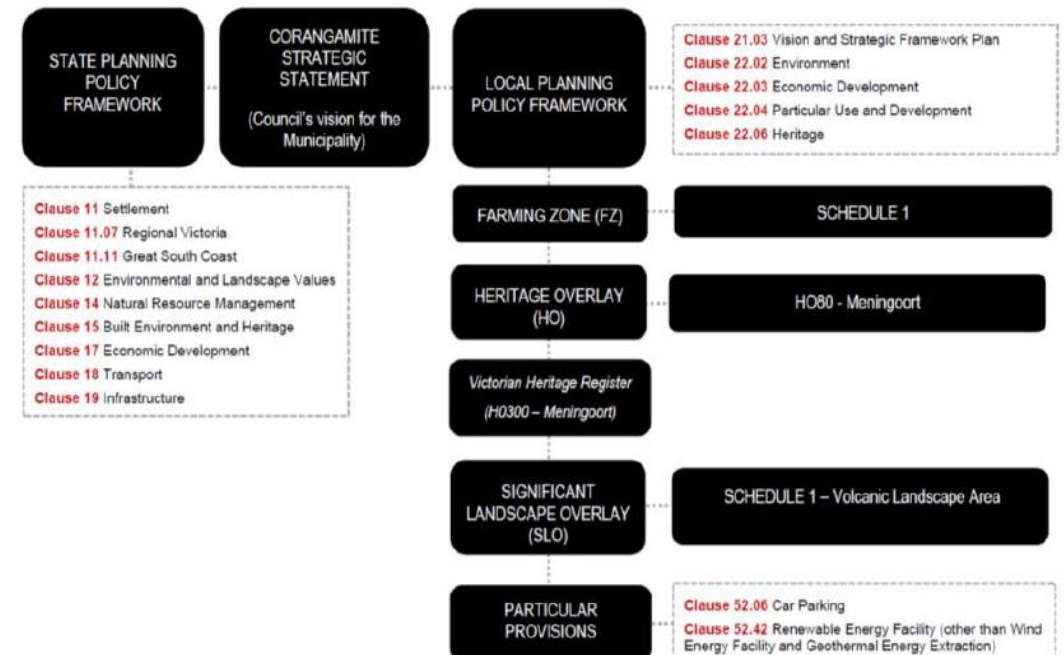 STATE PLANNING
POLICY
FRAMEWORK
CORANGAMITE
STRATEGIC
STATEMENT
(Council's vision for the
Municipality)
LOCAL PLANNING
POLICY FRAMEWORK
Clause 21.03 Vision and Strategic Framework Plan
Clause 22.02 Environment
Clause 22.03 Economic Development
Clause 22.04 Particular Use and Development
Clause 22.06 Heritage
Clause 11 Settlement
Clause 11.07 Regional Victoria
Clause 11.11 Great South Coast
Clause 12 Environmental and Landscape Values
Clause 14 Natural Resource Management
Clause 15 Built Environment and Heritage
Clause 17 Economic Development
Clause 18 Transport
Clause 19 Infrastructure
FARMING ZONE (FZ)
SCHEDULE 1
HERITAGE OVERLAY
(HO)
HO80 - Meningoort
Victorian Heritage Register
(H0300 – Meningoort)
SIGNIFICANT
LANDSCAPE OVERLAY
(SLO)
SCHEDULE 1 – Volcanic Landscape Area
PARTICULAR
PROVISIONS
Clause 52.06 Car Parking
Clause 52.42 Renewable Energy Facility (other than Wind
Energy Facility and Geothermal Energy Extraction)